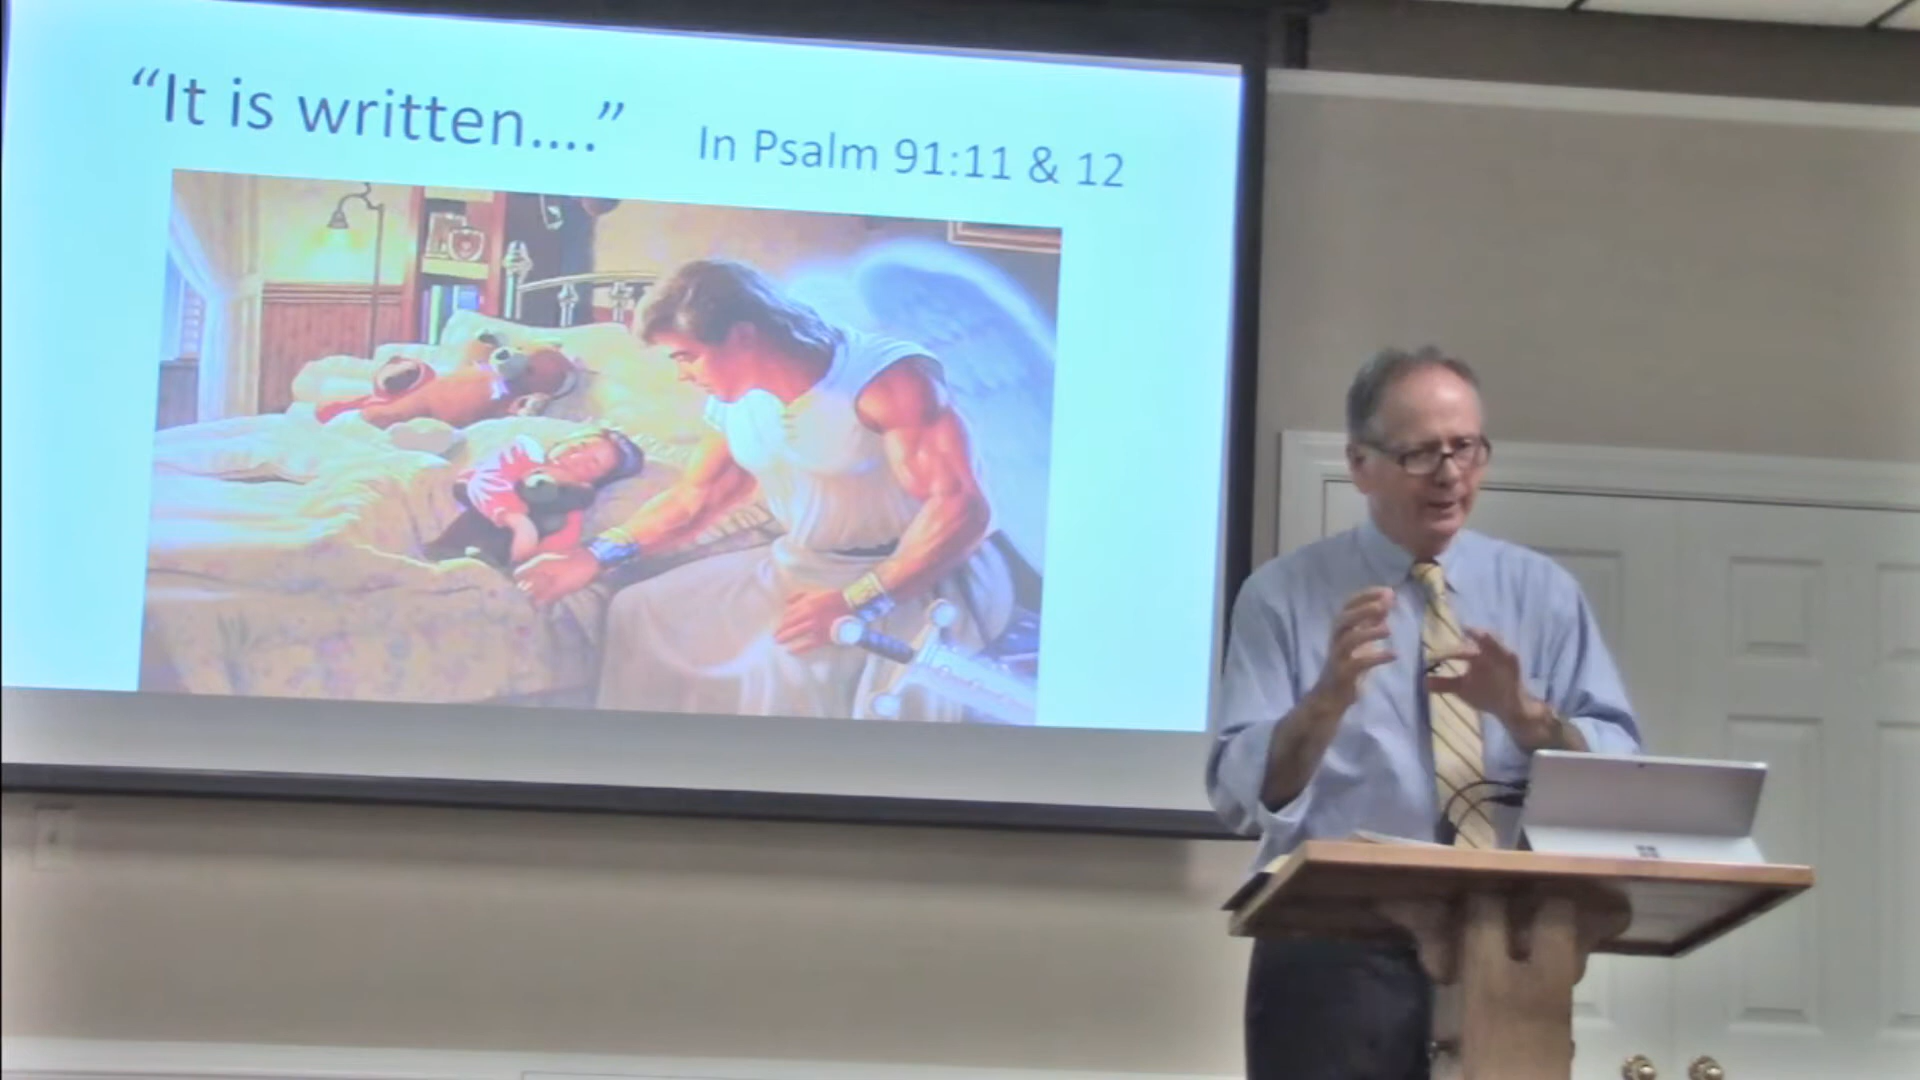 “It is written....”
In Psalm 91:11 & 12